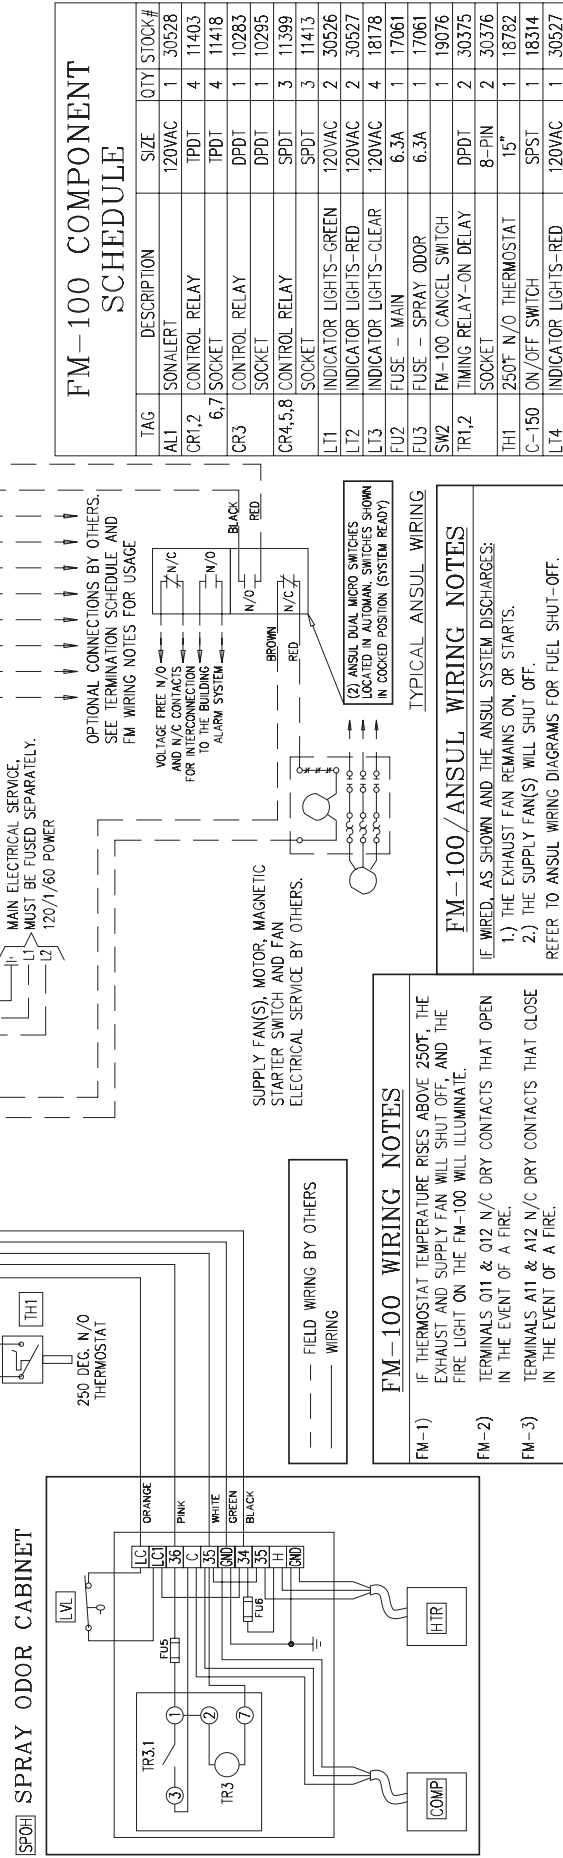 SPOH SPRAY ODOR CABINET
LVL
TR3.1
TR3
3
1
2
7
FU5
FU6
LC
LC1
36
C
35
GND
34
35
H
GND
ORANGE
PINK
WHITE
GREEN
BLACK
COMP
HTR
TH1
250 DEG. N/O
THERMOSTAT
FIELD WIRING BY OTHERS
WIRING
MAIN ELECTRICAL SERVICE,
MUST BE FUSED SEPARATELY.
120/1/60 POWER
L1
L2
OPTIONAL CONNECTIONS BY OTHERS.
SEE TERMINATION SCHEDULE AND
FM WIRING NOTES FOR USAGE
VOLTAGE FREE N/O
AND N/C CONTACTS
FOR INTERCONNECTION
TO THE BUILDING
ALARM SYSTEM
N/C
N/O
N/O
N/C
BLACK
RED
BROWN
RED
(2) ANSUL DUAL MICRO SWITCHES
LOCATED IN AUTOMAN. SWITCHES SHOWN
IN COCKED POSITION (SYSTEM READY)
SUPPLY FAN(S), MOTOR, MAGNETIC
STARTER SWITCH AND FAN
ELECTRICAL SERVICE BY OTHERS.
TYPICAL ANSUL WIRING
FM-100 WIRING NOTES
FM-1) IF THERMOSTAT TEMPERATURE RISES ABOVE 250°F, THE
EXHAUST AND SUPPLY FAN WILL SHUT OFF, AND THE
FIRE LIGHT ON THE FM-100 WILL ILLUMINATE.
FM-2) TERMINALS Q11 & Q12 N/C DRY CONTACTS THAT OPEN
IN THE EVENT OF A FIRE.
FM-3) TERMINALS A11 & A12 N/C DRY CONTACTS THAT CLOSE
IN THE EVENT OF A FIRE.
FM-100/ANSUL WIRING NOTES
IF WIRED, AS SHOWN AND THE ANSUL SYSTEM DISCHARGES:
1.) THE EXHAUST FAN REMAINS ON, OR STARTS.
2.) THE SUPPLY FAN(S) WILL SHUT OFF.
REFER TO ANSUL WIRING DIAGRAMS FOR FUEL SHUT-OFF.
FM-100 COMPONENT
SCHEDULE
TAG DESCRIPTION SIZE QTY STOCK#
AL1 SONALERT 120VAC 1 30528
CR1,2 CONTROL RELAY TPDT 4 11403
6,7 SOCKET TPDT 4 11418
CR3 CONTROL RELAY DPDT 1 10283
SOCKET DPDT 1 10295
CR4,5,8 CONTROL RELAY SPDT 3 11399
SOCKET SPDT 3 11413
LT1 INDICATOR LIGHTS-GREEN 120VAC 2 30526
LT2 INDICATOR LIGHTS-RED 120VAC 2 30527
LT3 INDICATOR LIGHTS-CLEAR 120VAC 4 18178
FU2 FUSE - MAIN 6.3A 1 17061
FU3 FUSE - SPRAY ODOR 6.3A 1 17061
SW2 FM-100 CANCEL SWITCH 1 19076
TR1,2 TIMING RELAY-ON DELAY DPDT 2 30375
SOCKET 8-PIN 2 30376
TH1 250°F N/O THERMOSTAT 15" 1 18782
C-150 ON/OFF SWITCH SPST 1 18314
LT4 INDICATOR LIGHTS-RED 120VAC 1 30527